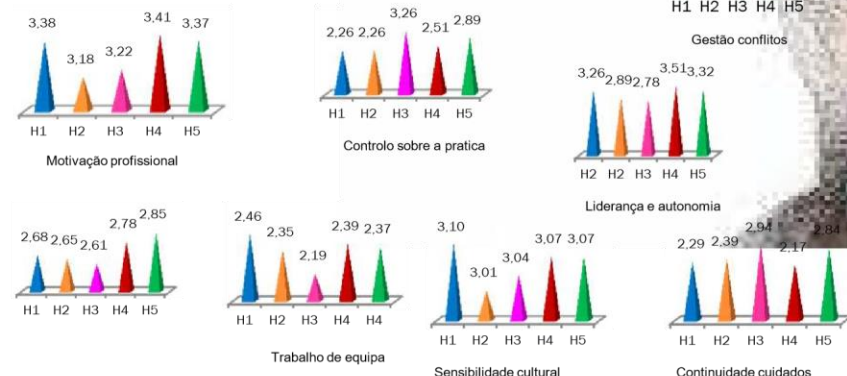 H1 H2 H3 H4 H5
Gestão conflitos
3,38 3,18 3,22 3,41 3,37
H1 H2 H3 H4 H5
Motivação profissional
2,26 2,26 3,26 2,51 2,89
H1 H2 H3 H4 H5
Controlo sobre a pratica
3,26 2,89 2,78 3,51 3,32
H2 H2 H3 H4 H5
Liderança e autonomia
2,68 2,65 2,61 2,78 2,85
H1 H2 H3 H4 H5
2,46 2,35 2,19 2,39 2,37
H1 H2 H3 H4 H4
Trabalho de equipa
3,10 3,01 3,04 3,07 3,07
H1 H2 H3 H4 H5
Sensibilidade cultural
2,29 2,39 2,94 2,17 2,84
H1 H2 H3 H4 H5
Continuidade cuidados